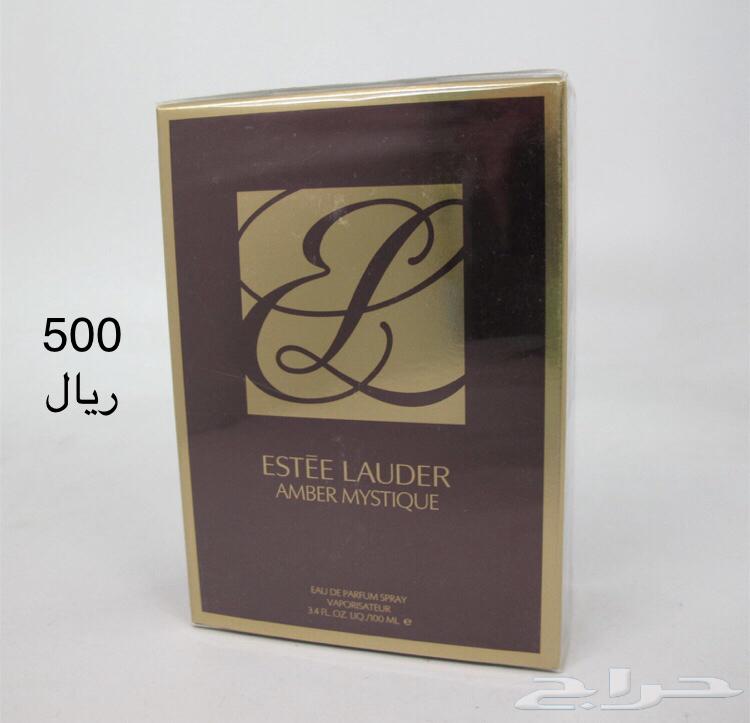 500
ريال
ESTĒE LAUDER
AMBER MYSTIQUE
EAU DE PARFUM SPRAY
VAPORISATEUR
3.4 FL. OZ. LIQ./100 ML ℮
حراج